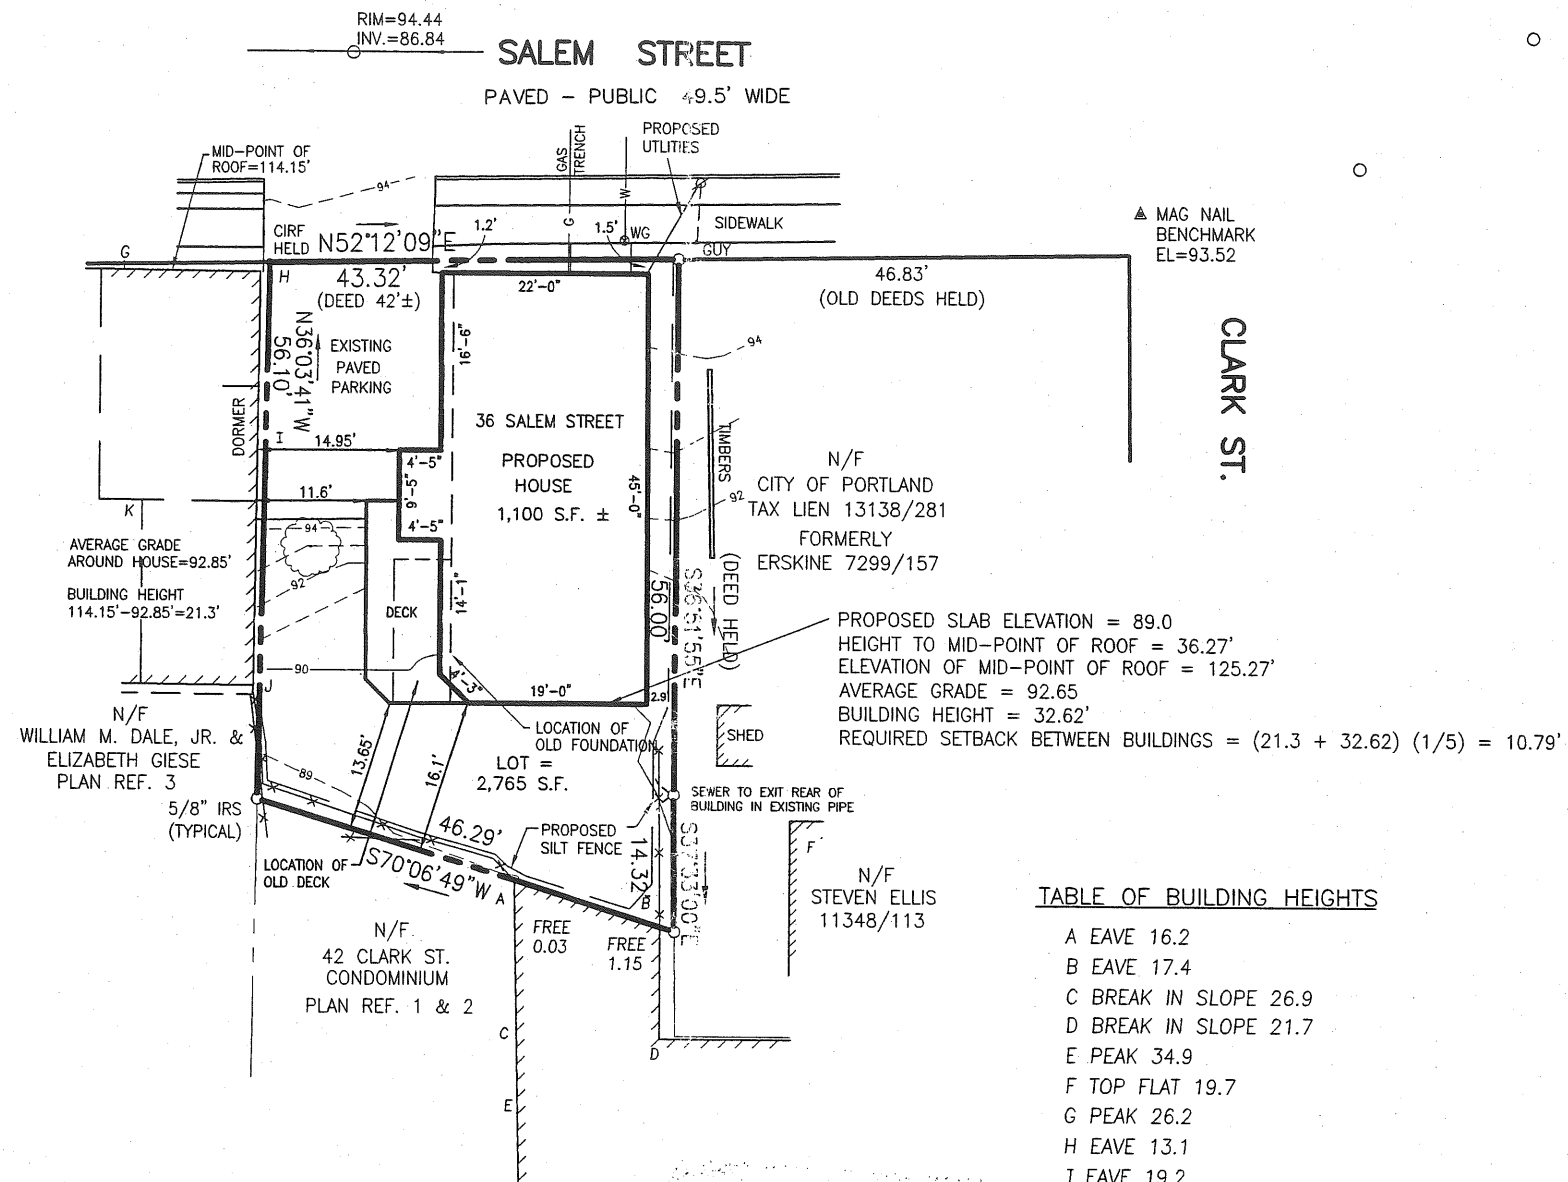 RIM=94.44
INV.=86.84
SALEM STREET
PAVED - PUBLIC 49.5' WIDE
MID-POINT OF
ROOF=114.15'
GAS
TRENCH
PROPOSED
UTLITIES
94
W
G
1.2'
1.5'
WG
SIDEWALK
GUY
MAG NAIL
BENCHMARK
EL=93.52
G
CIRF
HELD
N52°12'09"E
H
43.32'
(DEED 42'±)
22'-0"
46.83'
(OLD DEEDS HELD)
CLARK ST.
N36°03'41"W
56.10'
EXISTING
PAVED
PARKING
16'-6"
94
DORMER
I
14.95'
36 SALEM STREET
PROPOSED
HOUSE
1,100 S.F. ±
4'-5"
9'-5"
4'-5"
45'-0"
TIMBERS
92
11.6'
K
N/F
CITY OF PORTLAND
TAX LIEN 13138/281
FORMERLY
ERSKINE 7299/157
94
92
AVERAGE GRADE
AROUND HOUSE=92.85'
BUILDING HEIGHT
114.15'-92.85'=21.3'
DECK
14'-1"
56.00'
(DEED HELD)
90
4'-3"
19'-0"
2.9'
J
PROPOSED SLAB ELEVATION = 89.0
HEIGHT TO MID-POINT OF ROOF = 36.27'
ELEVATION OF MID-POINT OF ROOF = 125.27'
AVERAGE GRADE = 92.65
BUILDING HEIGHT = 32.62'
REQUIRED SETBACK BETWEEN BUILDINGS = (21.3 + 32.62) (1/5) = 10.79'
N/F
WILLIAM M. DALE, JR. &
ELIZABETH GIESE
PLAN REF. 3
LOCATION OF
OLD FOUNDATION
SHED
13.65'
16.1'
LOT =
2,765 S.F.
89
5/8" IRS
(TYPICAL)
SEWER TO EXIT REAR OF
BUILDING IN EXISTING PIPE
46.29'
S70°06'49"W
PROPOSED
SILT FENCE
14.32'
S37°33'00"E
F
LOCATION OF
OLD DECK
A
B
FREE
0.03
FREE
1.15
N/F
STEVEN ELLIS
11348/113
N/F
42 CLARK ST.
CONDOMINIUM
PLAN REF. 1 & 2
C
D
E
TABLE OF BUILDING HEIGHTS
A EAVE 16.2
B EAVE 17.4
C BREAK IN SLOPE 26.9
D BREAK IN SLOPE 21.7
E PEAK 34.9
F TOP FLAT 19.7
G PEAK 26.2
H EAVE 13.1
I EAVE 19.2